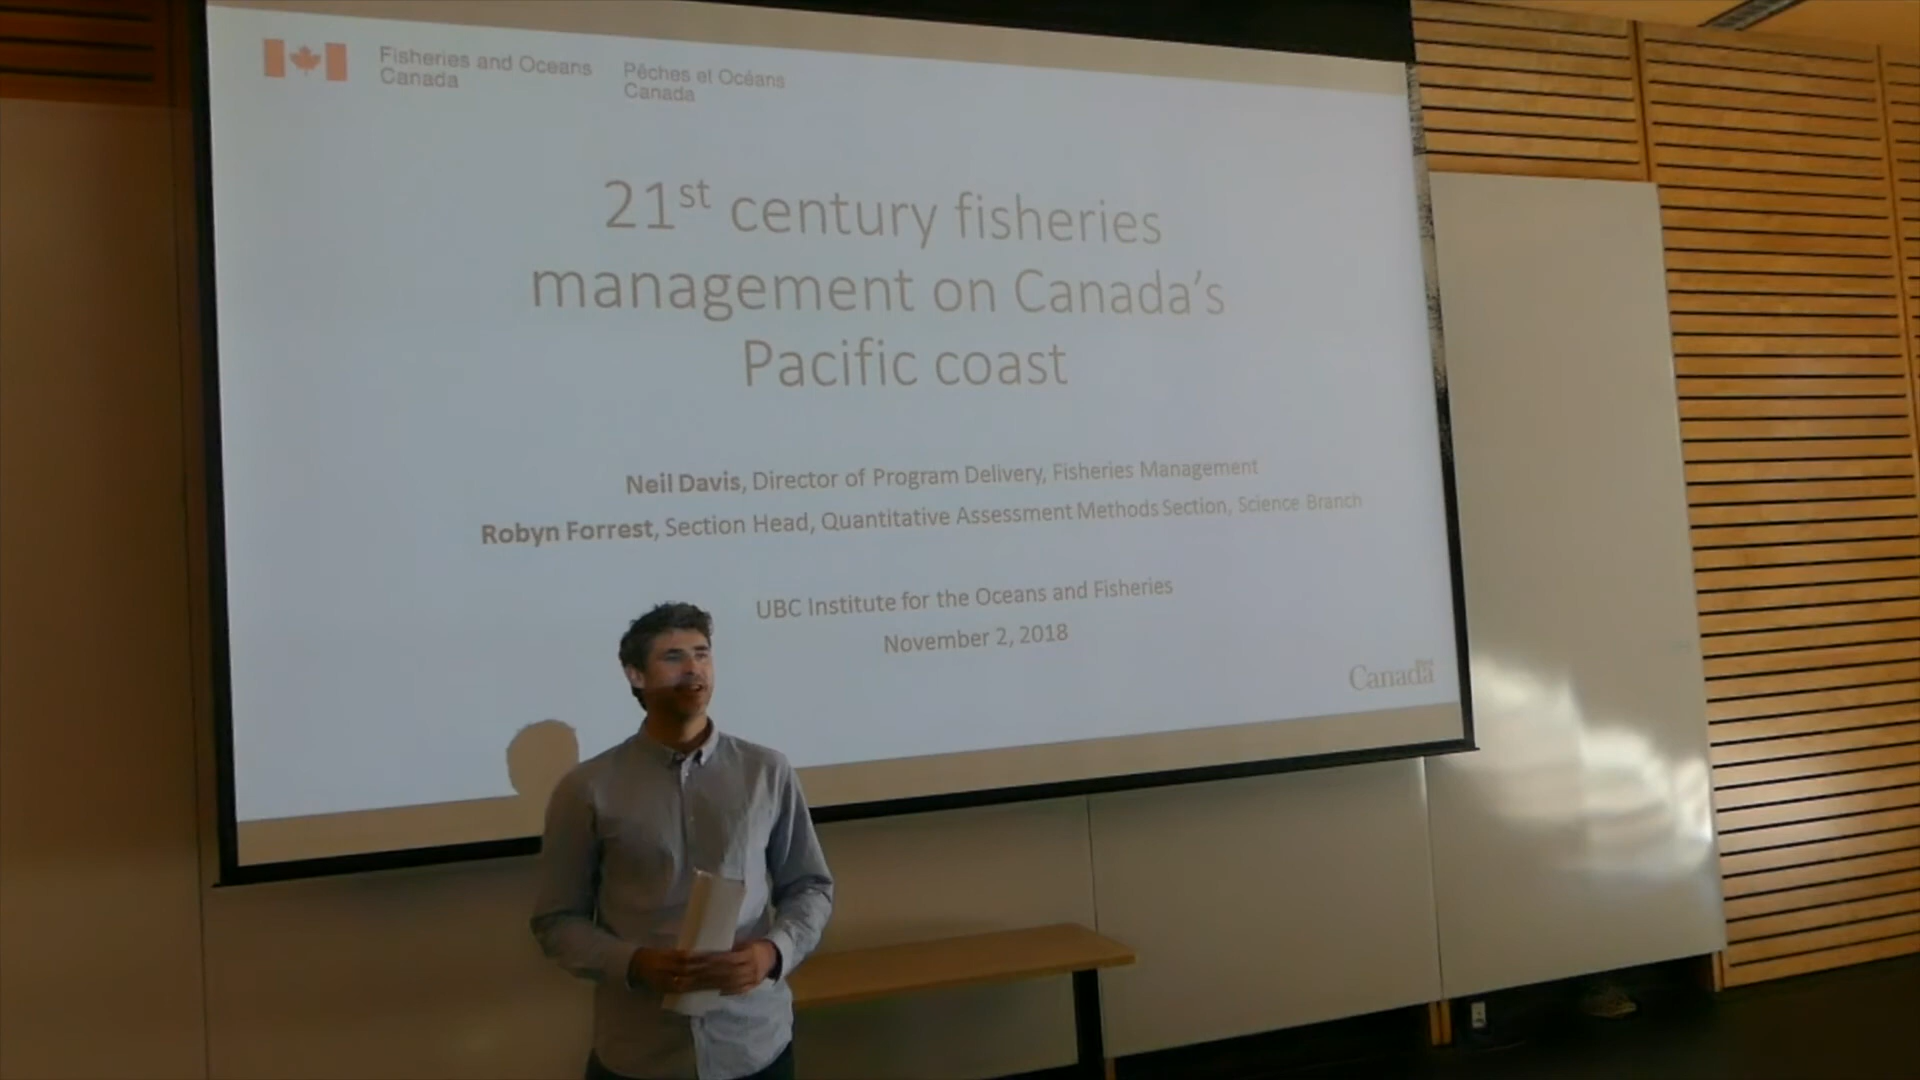 Fisheries and Oceans
Canada
Pêches et Océans
Canada
21st century fisheries
management on Canada's
Pacific coast
Neil Davis, Director of Program Delivery, Fisheries Management
Robyn Forrest, Section Head, Quantitative Assessment Methods Section, Science Branch
UBC Institute for the Oceans and Fisheries
November 2, 2018
Canada